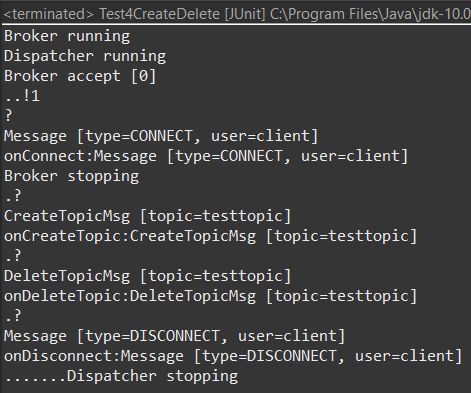 <terminated> Test4CreateDelete [JUnit] C:\Program Files\Java\jdk-10.0
Broker running
Dispatcher running
Broker accept [0]
..!1
?
Message [type=CONNECT, user=client]
onConnect:Message [type=CONNECT, user=client]
Broker stopping
.?
CreateTopicMsg [topic=testtopic]
onCreateTopic:CreateTopicMsg [topic=testtopic]
.?
DeleteTopicMsg [topic=testtopic]
onDeleteTopic:DeleteTopicMsg [topic=testtopic]
.?
Message [type=DISCONNECT, user=client]
onDisconnect:Message [type=DISCONNECT, user=client]
.......Dispatcher stopping